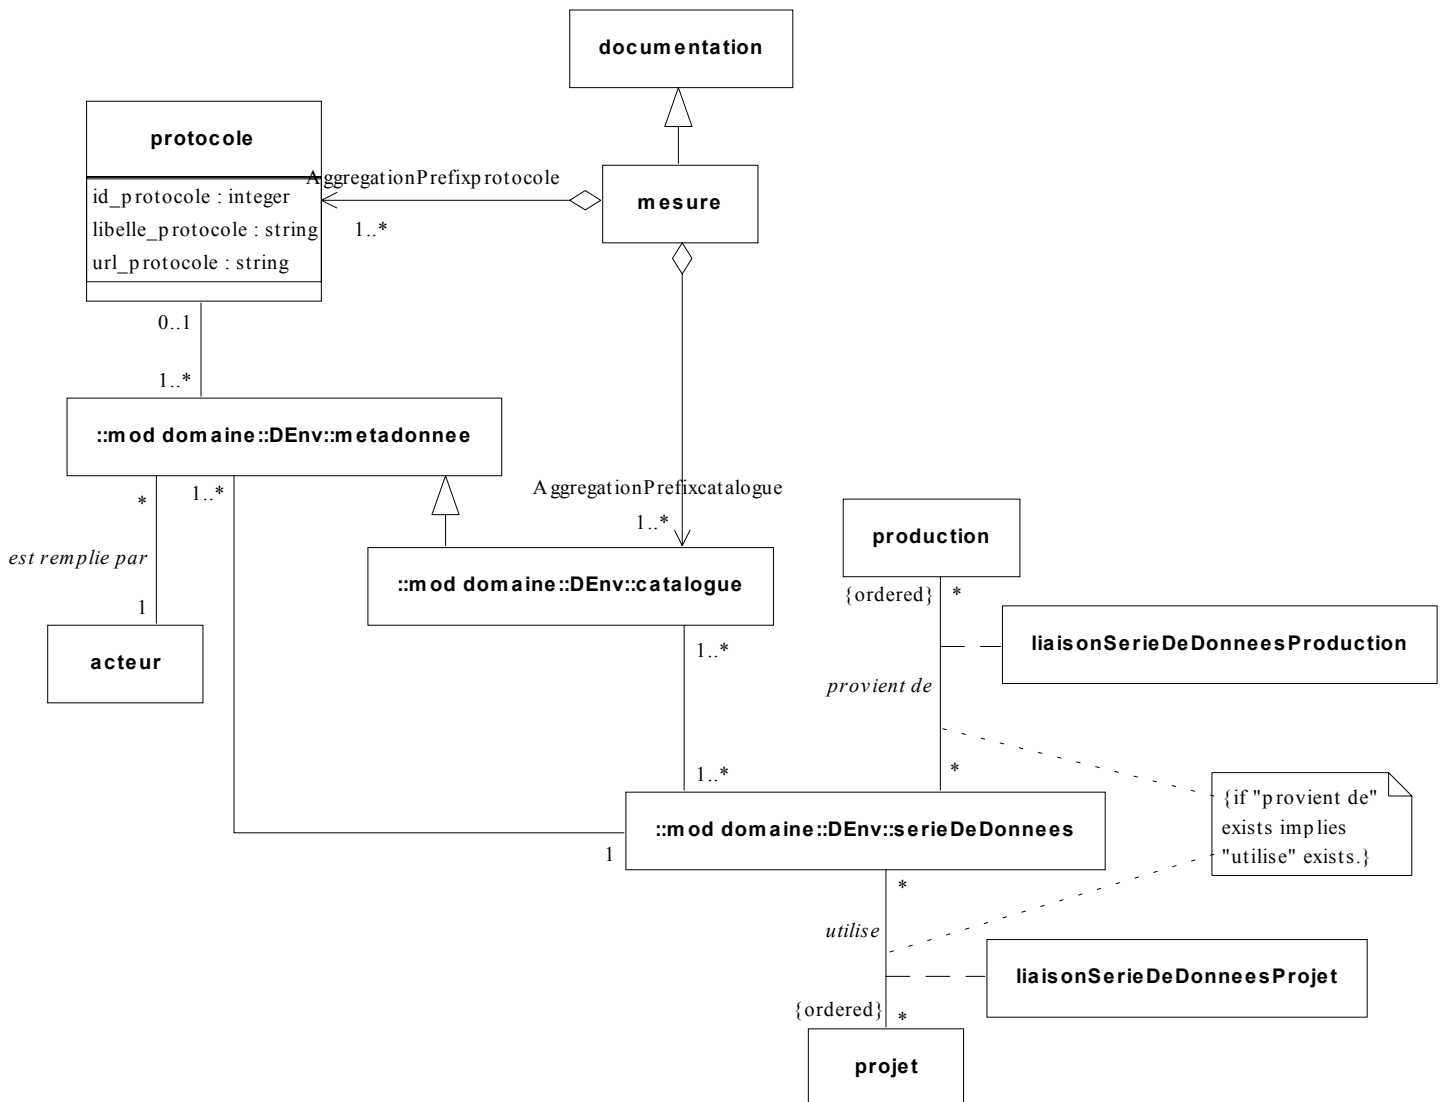 documentation
protocole
id_protocole : integer
libelle_protocole : string
url_protocole : string
AggregationPrefixprotocole
1..*
mesure
0..1
1..*
::mod domaine::DEnv::metadonnee
*
1..*
est remplie par
1
acteur
AggregationPrefixcatalogue
1..*
::mod domaine::DEnv::catalogue
1..*
1..*
production
{ordered}
*
liaisonSerieDeDonneesProduction
provient de
*
{if "provient de"
exists implies
"utilise" exists.}
::mod domaine::DEnv::serieDeDonnees
1
*
utilise
liaisonSerieDeDonneesProjet
{ordered}
*
projet